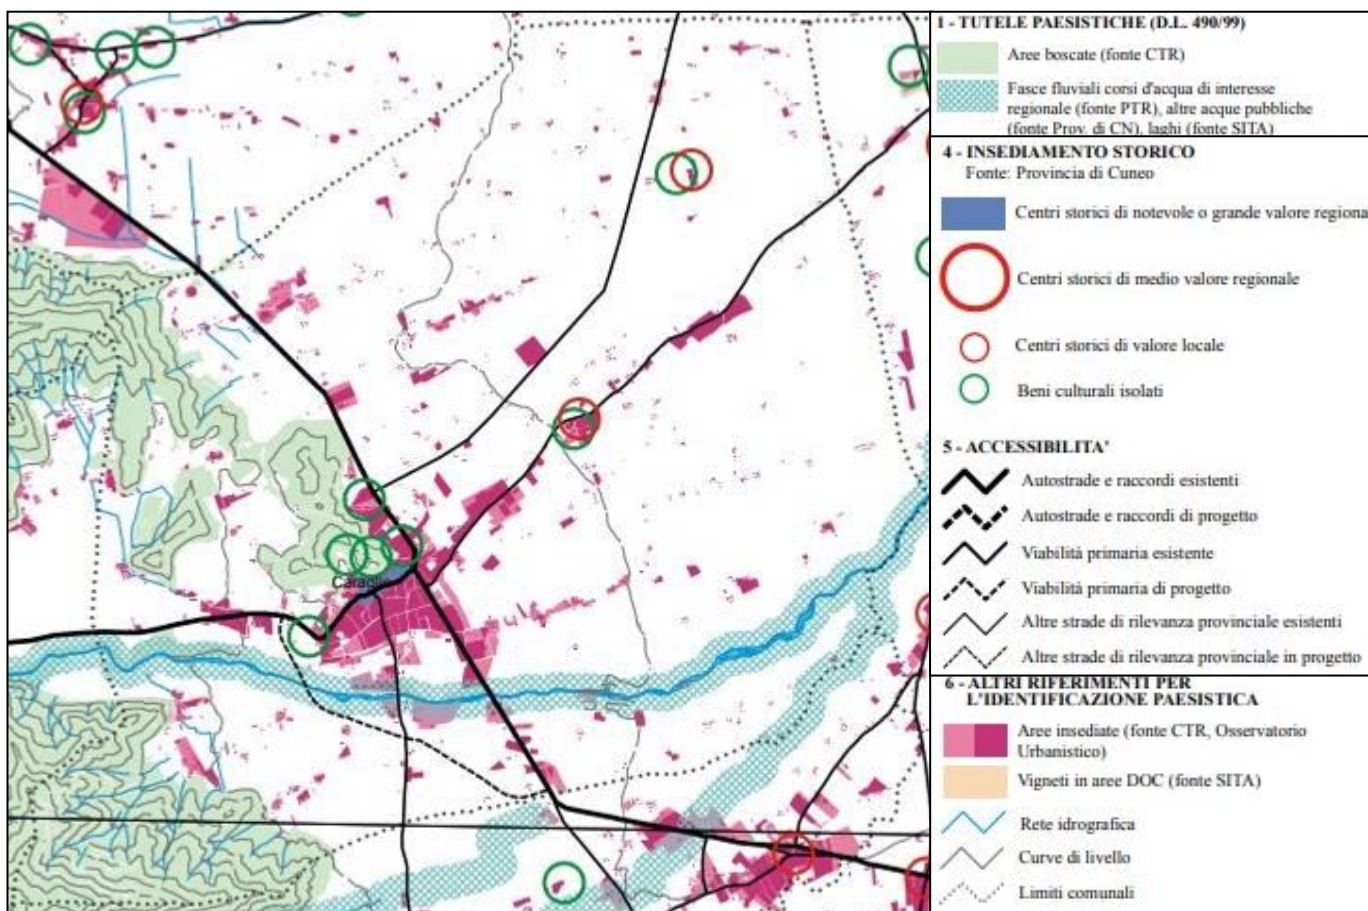 Caraglio
1 - TUTELE PAESISTICHE (D.L. 490/99)
Aree boscate (fonte CTR)
Fasce fluviali corsi d'acqua di interesse
regionale (fonte PTR), altre acque pubbliche
(fonte Prov. di CN), laghi (fonte SITA)
4 - INSEDIAMENTO STORICO
Fonte: Provincia di Cuneo
Centri storici di notevole o grande valore regiona
Centri storici di medio valore regionale
Centri storici di valore locale
Beni culturali isolati
5 - ACCESSIBILITA'
Autostrade e raccordi esistenti
Autostrade e raccordi di progetto
Viabilità primaria esistente
Viabilità primaria di progetto
Altre strade di rilevanza provinciale esistenti
Altre strade di rilevanza provinciale in progetto
6 - ALTRI RIFERIMENTI PER
L'IDENTIFICAZIONE PAESISTICA
Aree insediate (fonte CTR, Osservatorio
Urbanistico)
Vigneti in aree DOC (fonte SITA)
Rete idrografica
Curve di livello
Limiti comunali